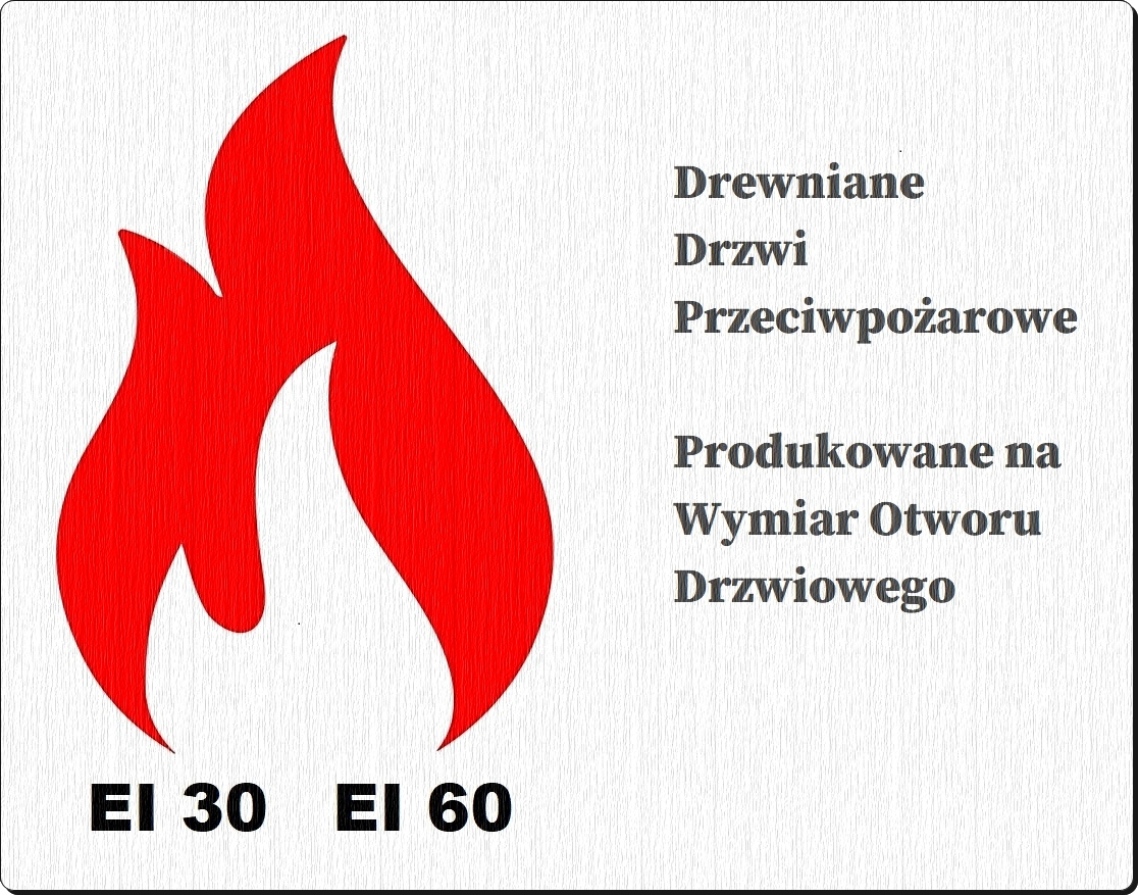 Drewniane
Drzwi
Przeciwpożarowe
Produkowane na
Wymiar Otworu
Drzwiowego
EI 30 EI 60